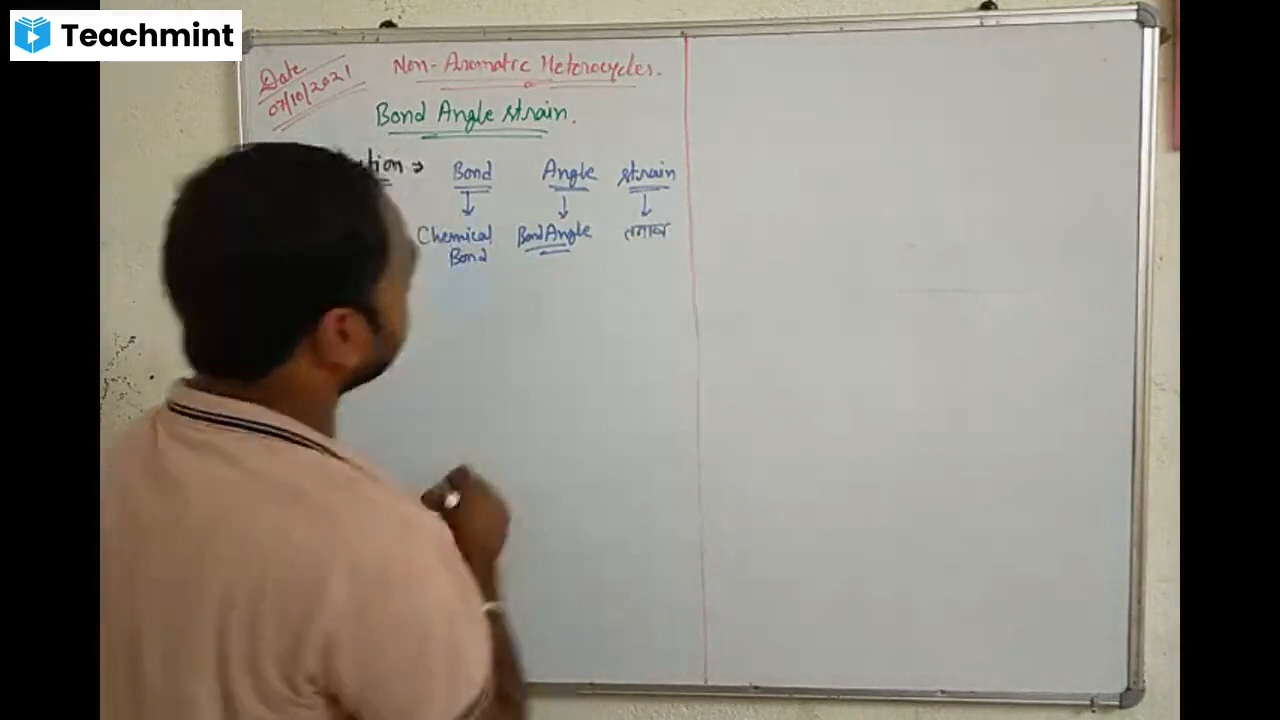 Teachmint
Date
07/10/2021
Non-Aromatic Heterocycles.
Bond Angle strain.
Bond Angle strain
Chemical Bond Angle तनाव
Bond